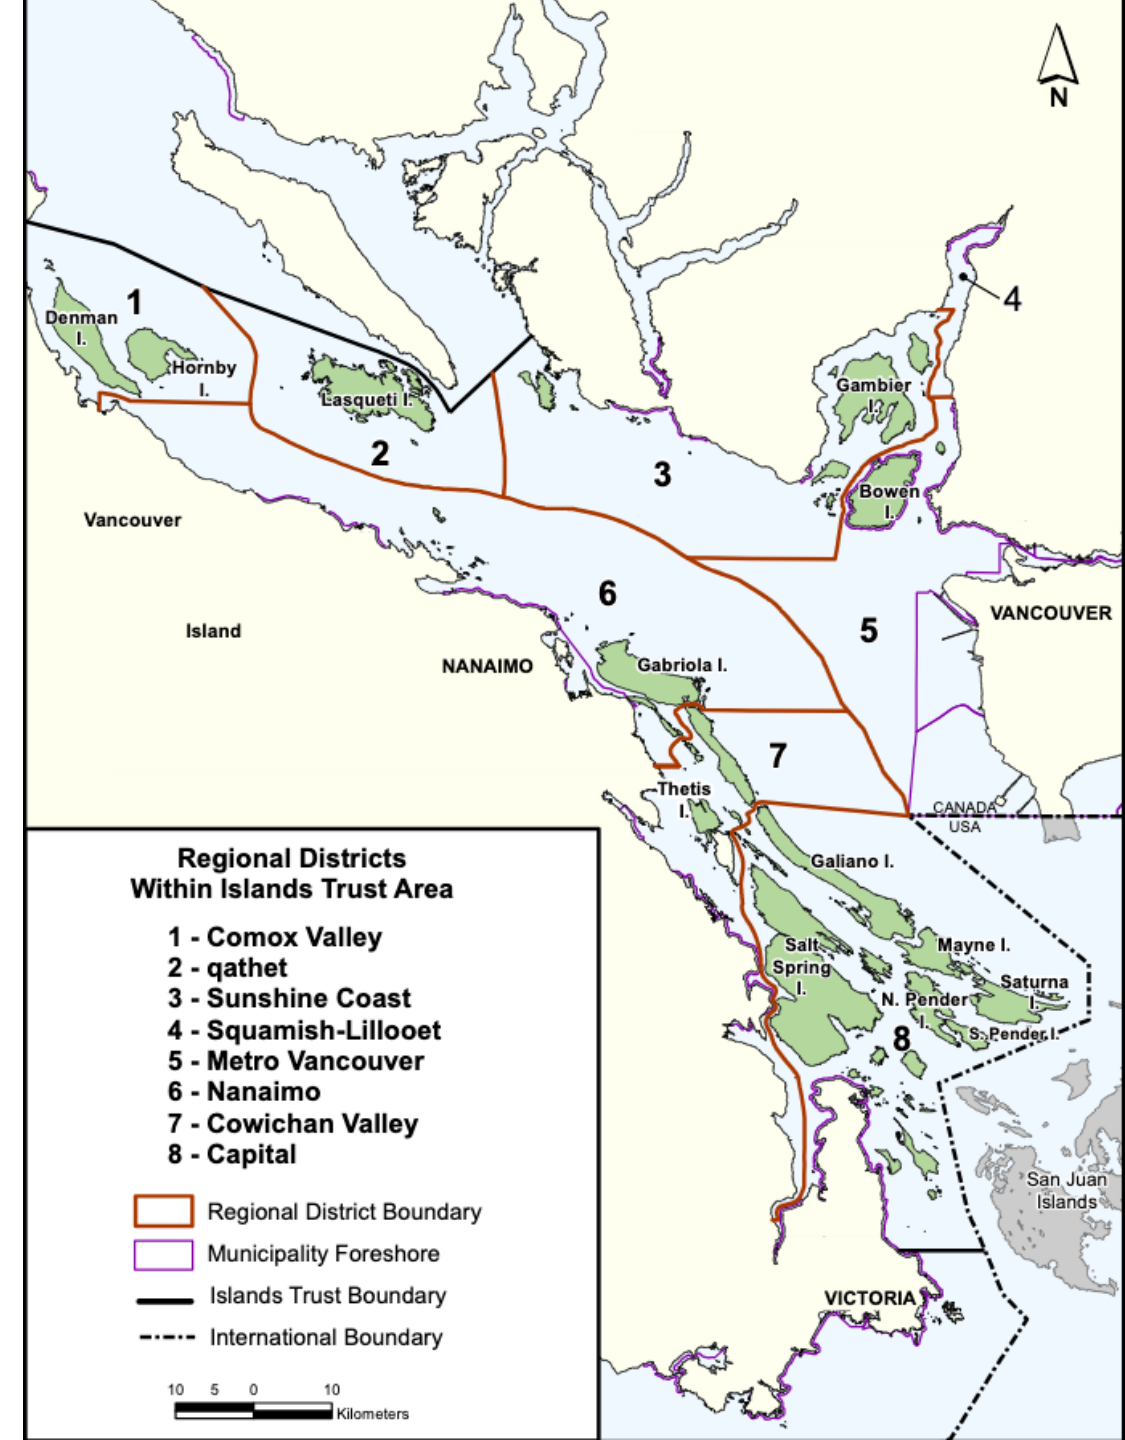 N
4
1
Denman
I.
Hornby
I.
Lasqueti I.
2
3
Gambier
I.
Bowen
I.
Vancouver
Island
6
5
VANCOUVER
NANAIMO
Gabriola I.
7
Thetis
I.
CANADA
USA
Galiano I.
Salt
Spring
I.
Mayne I.
Saturna
I.
N. Pender
I.
S. Pender I.
8
San Juan
Islands
VICTORIA
Regional Districts
Within Islands Trust Area
1 - Comox Valley
2 - qathet
3 - Sunshine Coast
4 - Squamish-Lillooet
5 - Metro Vancouver
6 - Nanaimo
7 - Cowichan Valley
8 - Capital
Regional District Boundary
Municipality Foreshore
Islands Trust Boundary
International Boundary
10 5 0 10
Kilometers